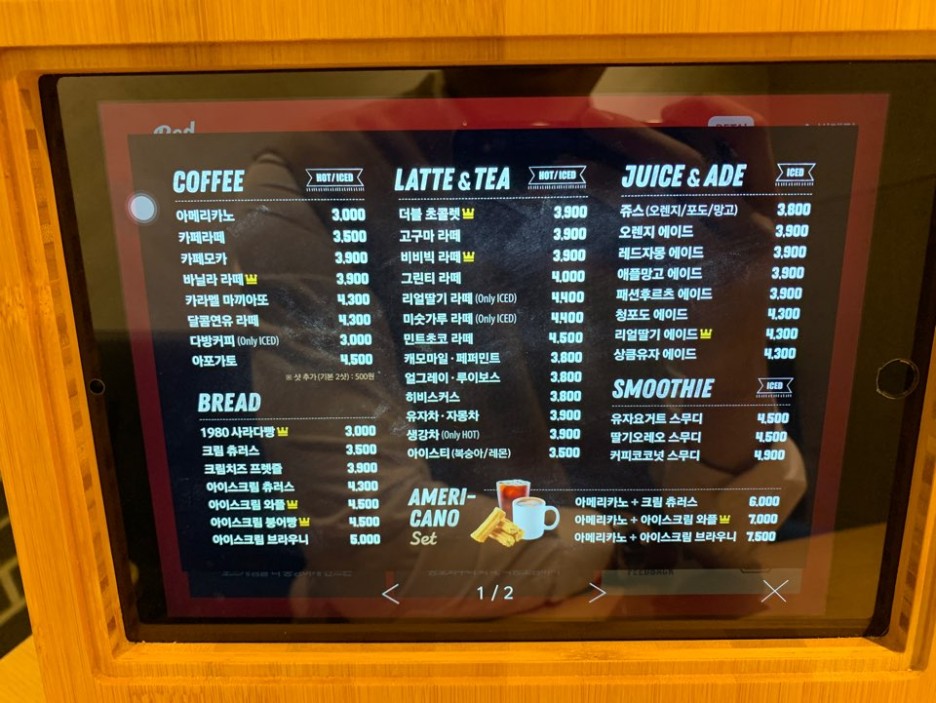 Red
COFFEE
HOT/ICED
아메리카노 3,000
카페라떼 3,500
카페모카 3,900
바닐라 라떼 3,900
카라멜 마끼아또 4,300
달콤연유 라떼 4,300
다방커피 (Only ICED) 3,000
아포가토 4,500
※ 샷 추가 (기본 2샷) : 500원
BREAD
1980 사라다빵 3,000
크림 츄러스 3,500
크림치즈 프렛즐 3,900
아이스크림 츄러스 4,300
아이스크림 와플 4,500
아이스크림 붕어빵 4,500
아이스크림 브라우니 5,000
LATTE & TEA
HOT/ICED
더블 초콜렛 3,900
고구마 라떼 3,900
비비빅 라떼 3,900
그린티 라떼 4,000
리얼딸기 라떼 (Only ICED) 4,400
미숫가루 라떼 (Only ICED) 4,400
민트초코 라떼 4,500
캐모마일·페퍼민트 3,800
얼그레이·루이보스 3,800
히비스커스 3,800
유자차·자몽차 3,900
생강차 (Only HOT) 3,900
아이스티 (복숭아/레몬) 3,500
JUICE & ADE
ICED
쥬스 (오렌지/포도/망고) 3,800
오렌지 에이드 3,900
레드자몽 에이드 3,900
애플망고 에이드 3,900
패션후르츠 에이드 3,900
청포도 에이드 4,300
리얼딸기 에이드 4,300
상큼유자 에이드 4,300
SMOOTHIE
ICED
유자요거트 스무디 4,500
딸기오레오 스무디 4,500
커피코코넛 스무디 4,900
AMERI-
CANO
Set
아메리카노 + 크림 츄러스 6,000
아메리카노 + 아이스크림 와플 7,000
아메리카노 + 아이스크림 브라우니 7,500
FEEDBACK
< 1 / 2 >